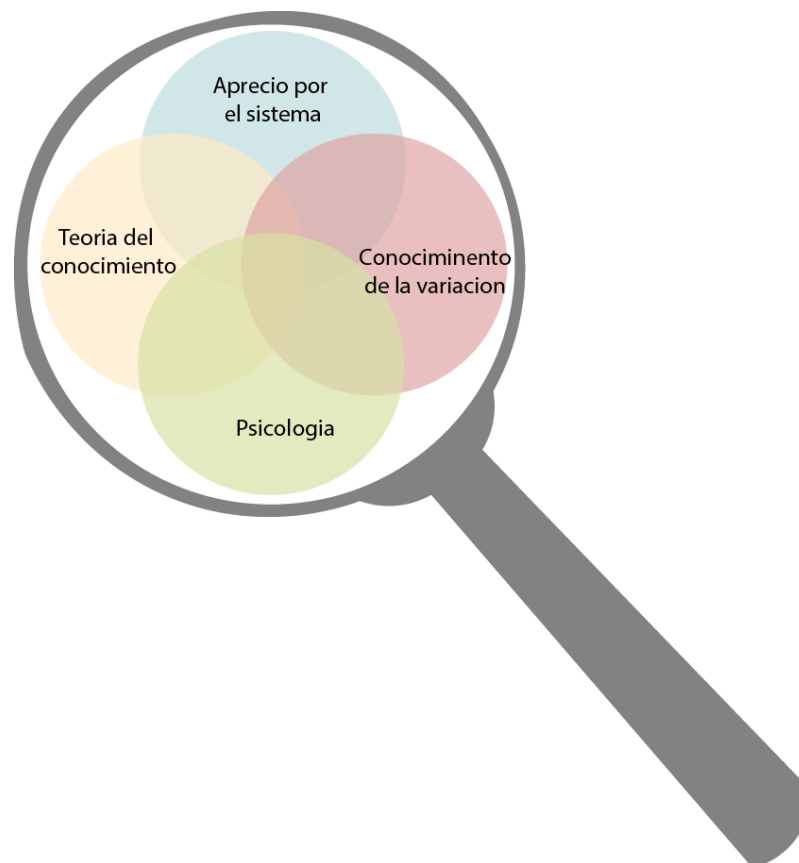 Aprecio por
el sistema
Teoria del
conocimiento
Conociminento
de la variacion
Psicologia